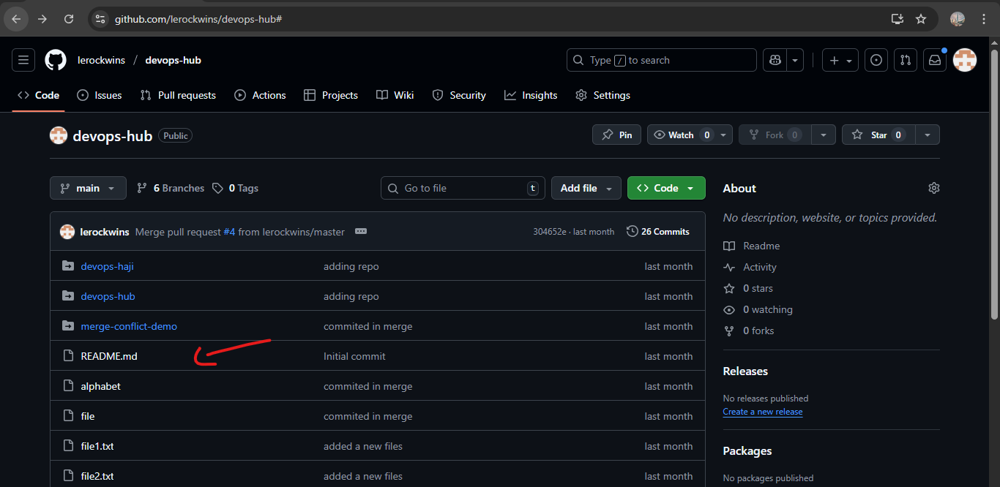 github.com/lerockwins/devops-hub#
lerockwins / devops-hub
Type / to search
Code Issues Pull requests Actions Projects Wiki Security Insights Settings
devops-hub Public
Pin Watch 0 Fork 0 Star 0
main 6 Branches 0 Tags Go to file t Add file Code
lerockwins Merge pull request #4 from lerockwins/master 304652e · last month 26 Commits
devops-haji adding repo last month
devops-hub adding repo last month
merge-conflict-demo commited in merge last month
README.md Initial commit last month
alphabet commited in merge last month
file commited in merge last month
file1.txt added a new files last month
file2.txt added a new files last month
About
No description, website, or topics provided.
Readme
Activity
0 stars
0 watching
0 forks
Releases
No releases published
Create a new release
Packages
No packages published